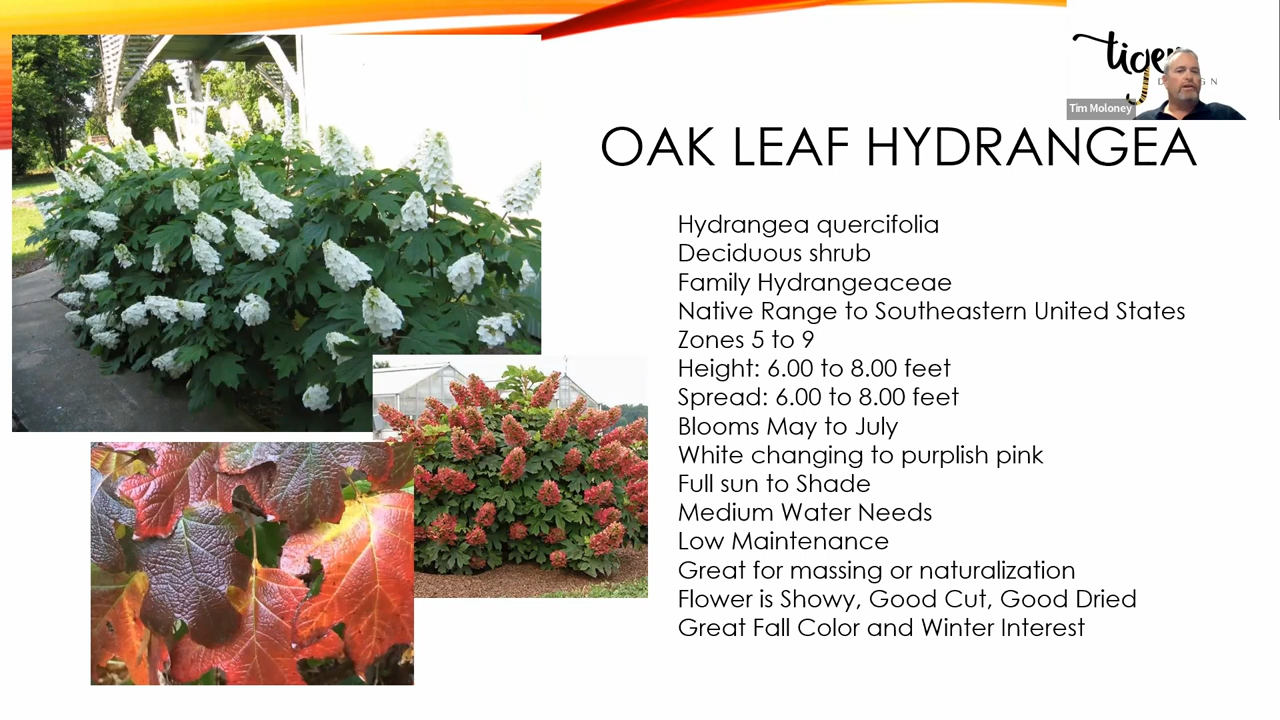 tiger
Tim Moloney
OAK LEAF HYDRANGEA
Hydrangea quercifolia
Deciduous shrub
Family Hydrangeaceae
Native Range to Southeastern United States
Zones 5 to 9
Height: 6.00 to 8.00 feet
Spread: 6.00 to 8.00 feet
Blooms May to July
White changing to purplish pink
Full sun to Shade
Medium Water Needs
Low Maintenance
Great for massing or naturalization
Flower is Showy, Good Cut, Good Dried
Great Fall Color and Winter Interest